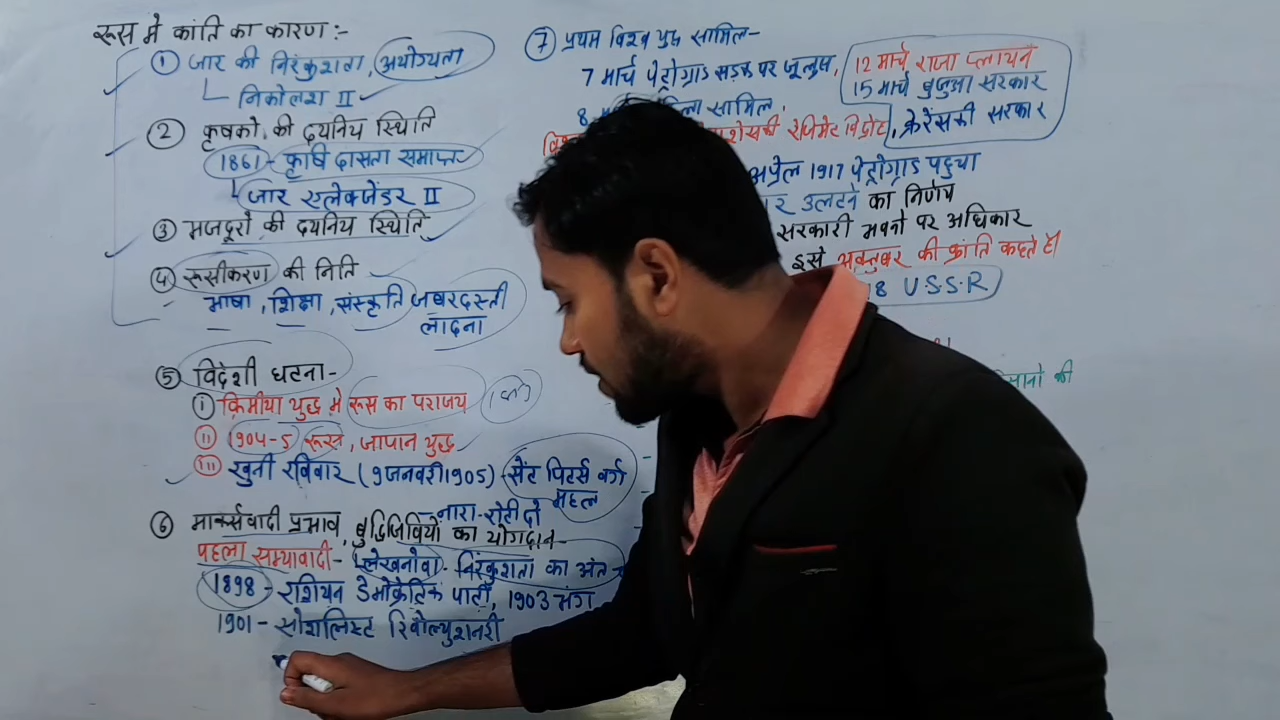 रूस मे कांति का कारण :-
① जार की निरंकुशता, अयोग्यता
निकोलस II
② कृषको की दयनिय स्थिति
1861 - कृषि दासता समाप्त
जार एलेक्जेंडर II
③ मजदूरो की दयनिय स्थिति
④ रूसीकरण की निति
भाषा, शिक्षा, संस्कृति जबरदस्ती
लादना
⑤ विदेशी घटना-
ⓘ क्रिमीया युद्ध मे रूस का पराजय
ⓘⓘ 1904-5 रूस, जापान युद्ध
ⓘⓘⓘ खुनी रविवार (9 जनवरी 1905) - सेंट पिटर्स वर्ग
महल
- नारा - रोटी दो
⑥ मार्क्सवादी प्रभाव, बुद्धिजिवियों का योगदान-
पहला साम्यावादी - प्लेखनोवा - निरंकुशता का अंत
1898 - रशियन डेमोक्रेटिक पार्टी, 1903 भंग
1901 - सोशलिस्ट रिवोल्युशनरी
⑦ प्रथम विश्व युद्ध सामिल-
7 मार्च पेट्रोग्राड सड़क पर जूलूस,
12 मार्च राजा प्लायन
15 मार्च बुर्जुआ सरकार
8 सामिल,
रेजिमेंट विद्रोह, क्रेरेंसकी सरकार
अप्रेल 1917 पेट्रोग्राड पहुचा
उलटने का निर्णय
सरकारी भवनो पर अधिकार
इसे अक्तुबर की क्रांति कहते है।
8 U.S.S.R
की